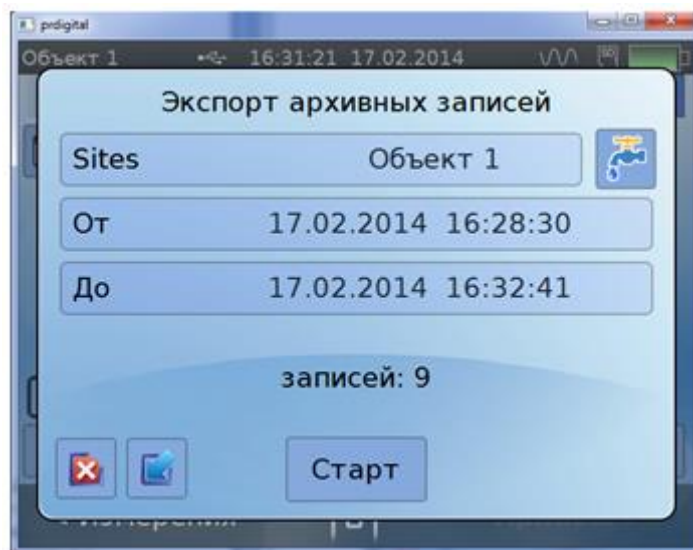 prdigital
Объект 1 16:31:21 17.02.2014
Экспорт архивных записей
Sites Объект 1
От 17.02.2014 16:28:30
До 17.02.2014 16:32:41
записей: 9
Старт
Измерения